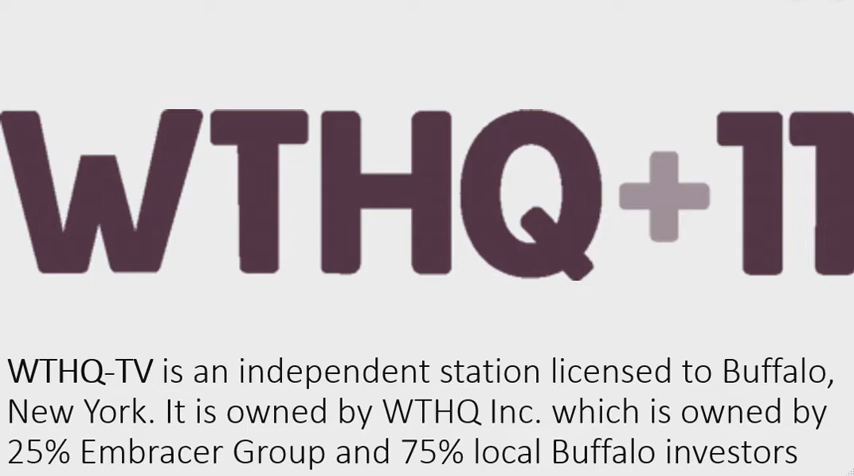 WTHQ+11
WTHQ-TV is an independent station licensed to Buffalo,
New York. It is owned by WTHQ Inc. which is owned by
25% Embracer Group and 75% local Buffalo investors